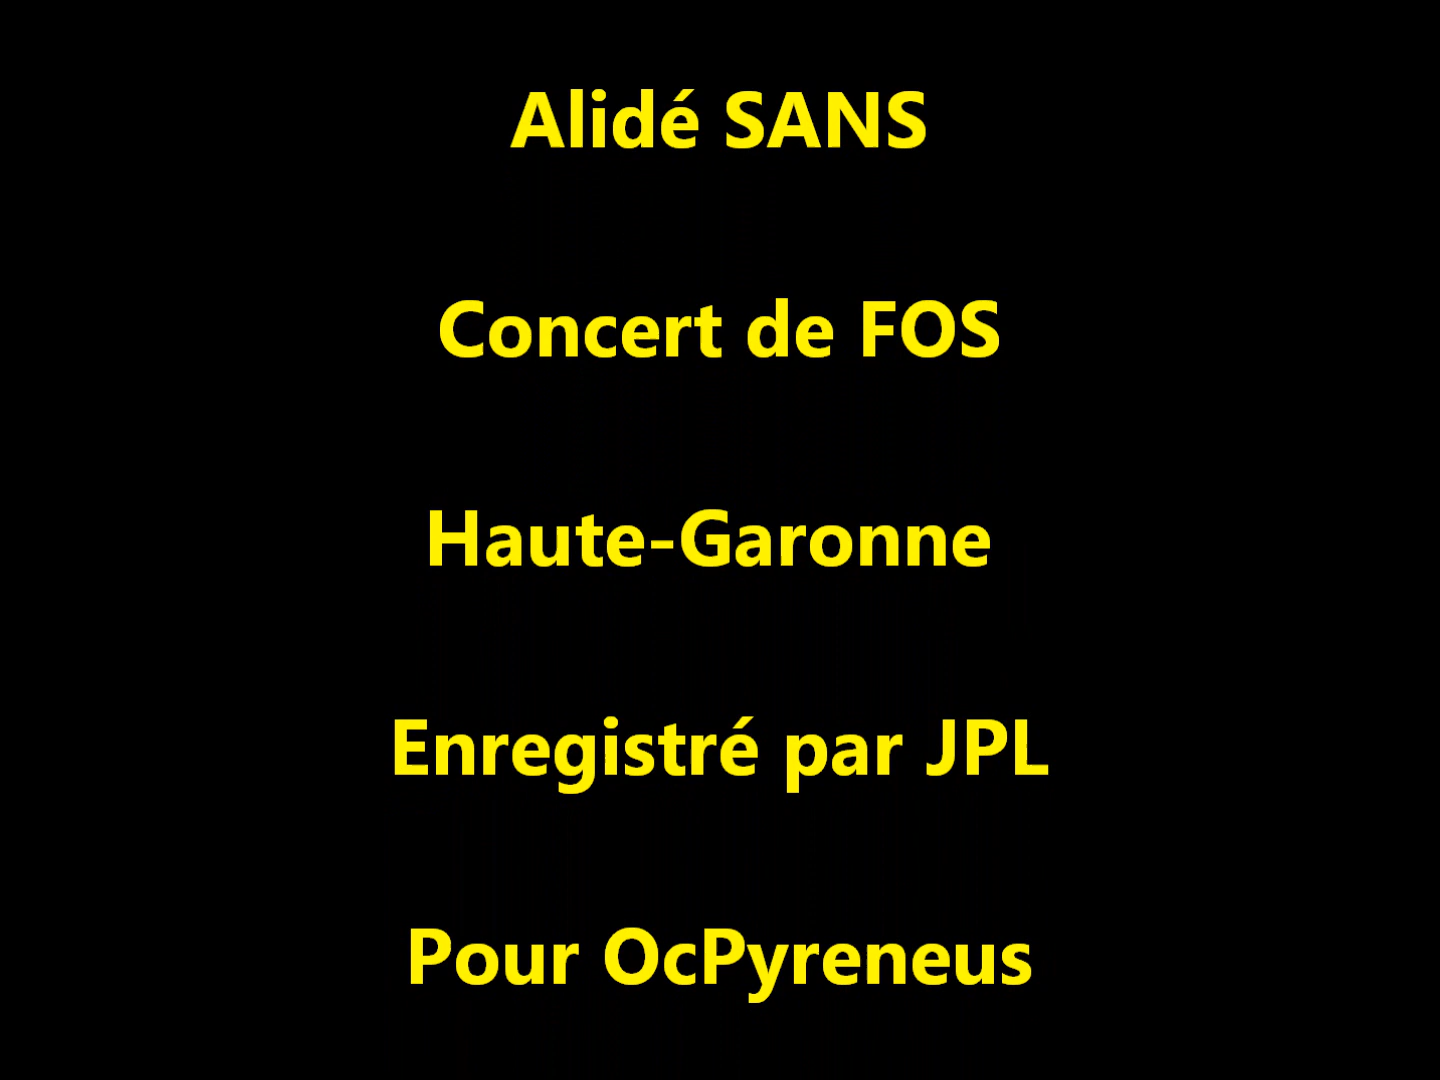 Alidé SANS
Concert de FOS
Haute-Garonne
Enregistré par JPL
Pour OcPyreneus